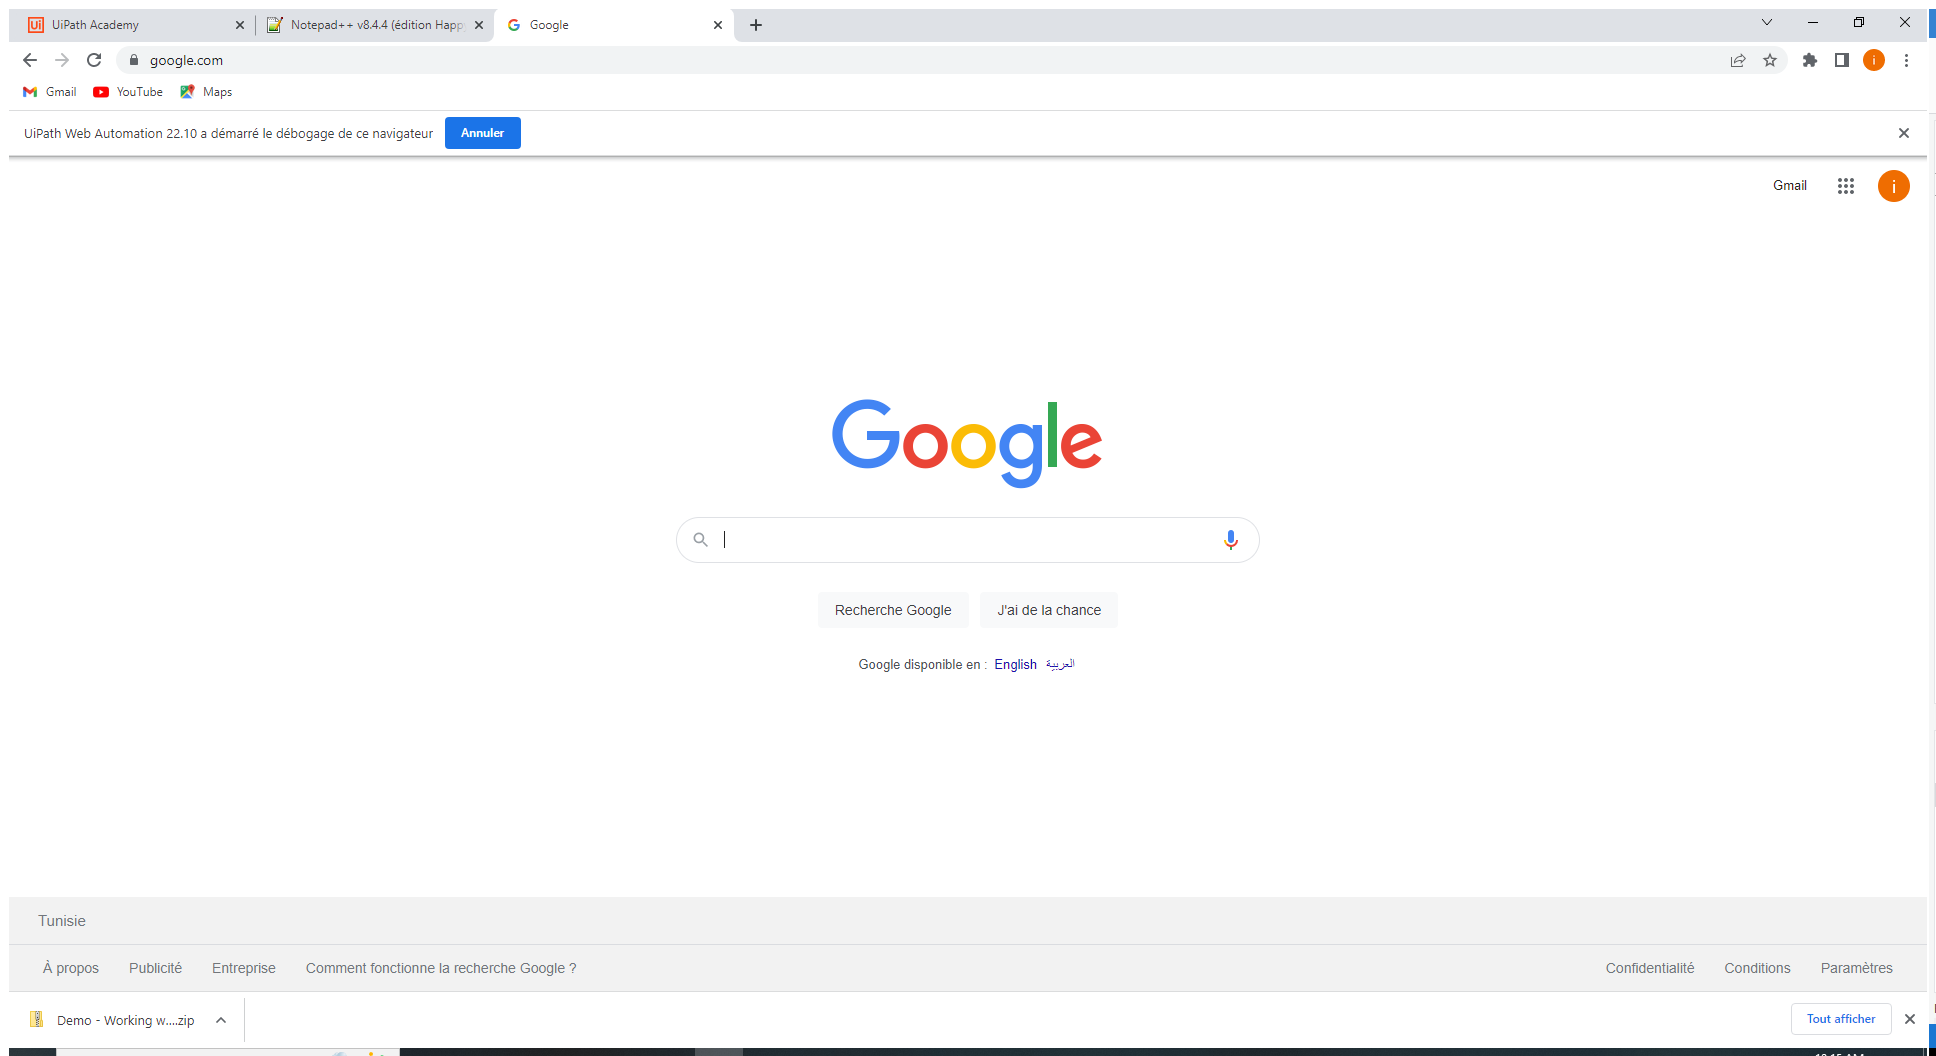 UiPath Academy
Notepad++ v8.4.4 (édition Happ
Google
google.com
Gmail
YouTube
Maps
UiPath Web Automation 22.10 a démarré le débogage de ce navigateur
Annuler
Gmail
i
Google
Recherche Google
J'ai de la chance
Google disponible en : English العربية
Tunisie
À propos
Publicité
Entreprise
Comment fonctionne la recherche Google ?
Confidentialité
Conditions
Paramètres
Demo - Working w....zip
Tout afficher